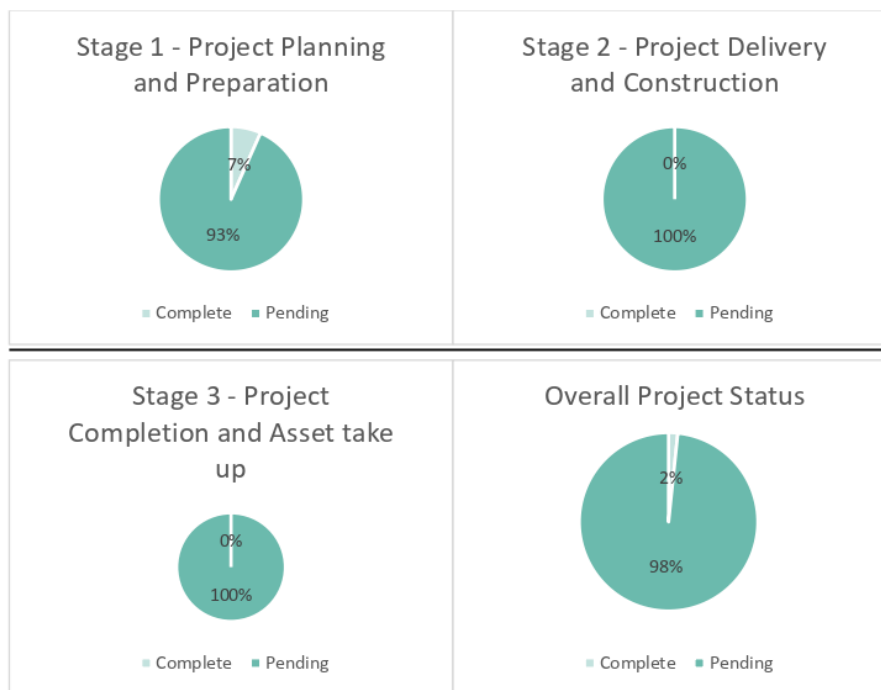 Stage 1 - Project Planning
and Preparation
7%
93%
Complete Pending
Stage 2 - Project Delivery
and Construction
0%
100%
Complete Pending
Stage 3 - Project
Completion and Asset take
up
0%
100%
Complete Pending
Overall Project Status
2%
98%
Complete Pending